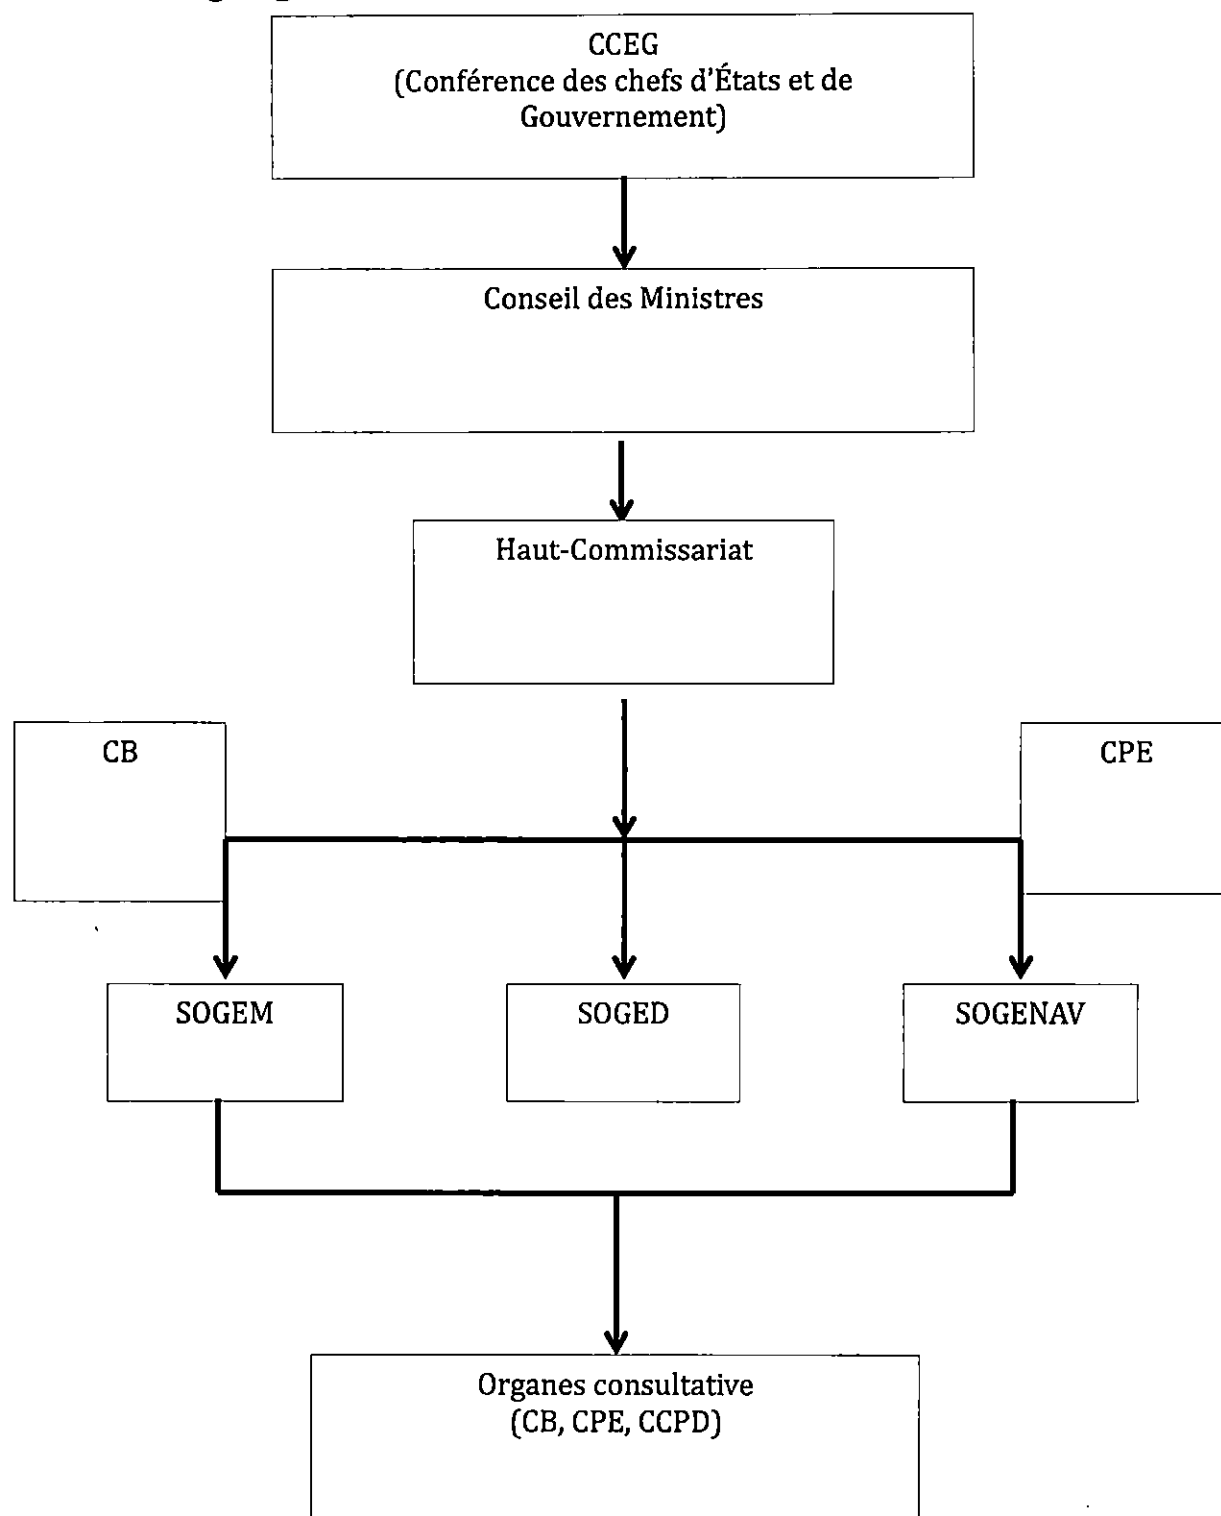 CCEG
(Conférence des chefs d'États et de
Gouvernement)
Conseil des Ministres
Haut-Commissariat
CB
CPE
SOGEM
SOGED
SOGENAV
Organes consultative
(CB, CPE, CCPD)